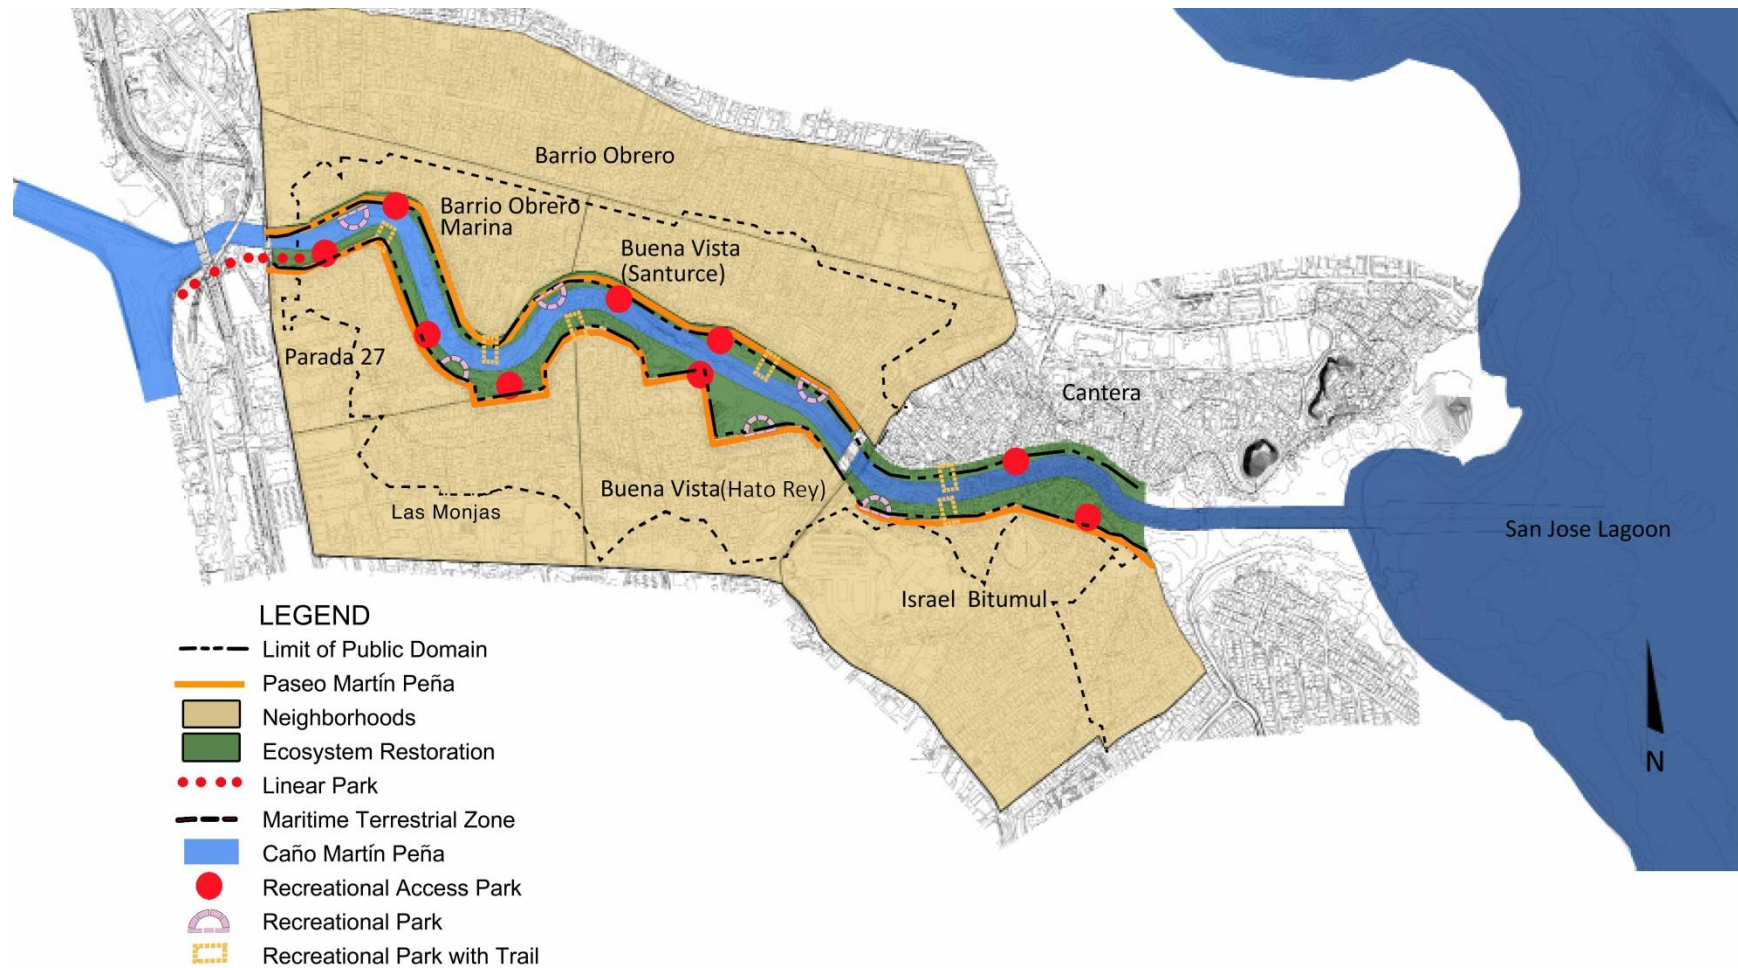 Barrio Obrero
Barrio Obrero
Marina
Buena Vista
(Santurce)
Parada 27
Cantera
Buena Vista(Hato Rey)
Las Monjas
San Jose Lagoon
Israel Bitumul
LEGEND
Limit of Public Domain
Paseo Martín Peña
Neighborhoods
Ecosystem Restoration
Linear Park
Maritime Terrestrial Zone
Caño Martín Peña
Recreational Access Park
Recreational Park
Recreational Park with Trail
N